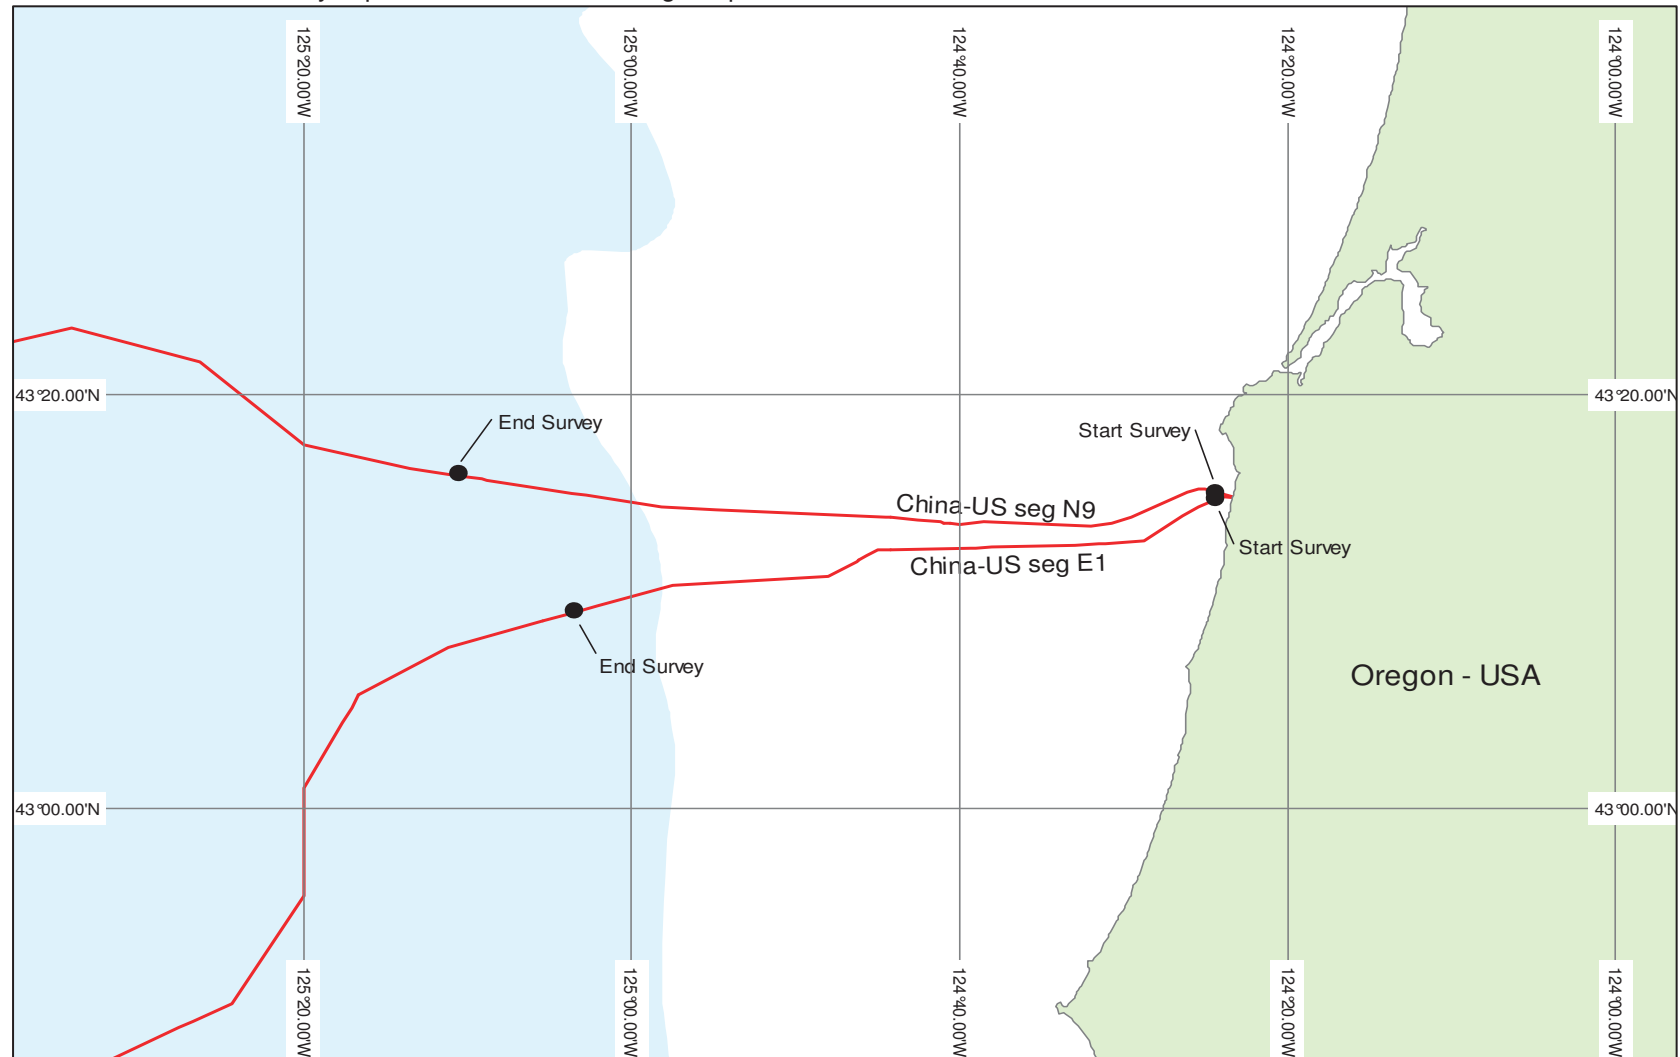 125°20.00'W
125°00.00'W
124°40.00'W
124°20.00'W
124°00.00'W
43°20.00'N
43°20.00'N
End Survey
Start Survey
China-US seg N9
Start Survey
China-US seg E1
End Survey
Oregon - USA
43°00.00'N
43°00.00'N
125°20.00'W
125°00.00'W
124°40.00'W
124°20.00'W
124°00.00'W